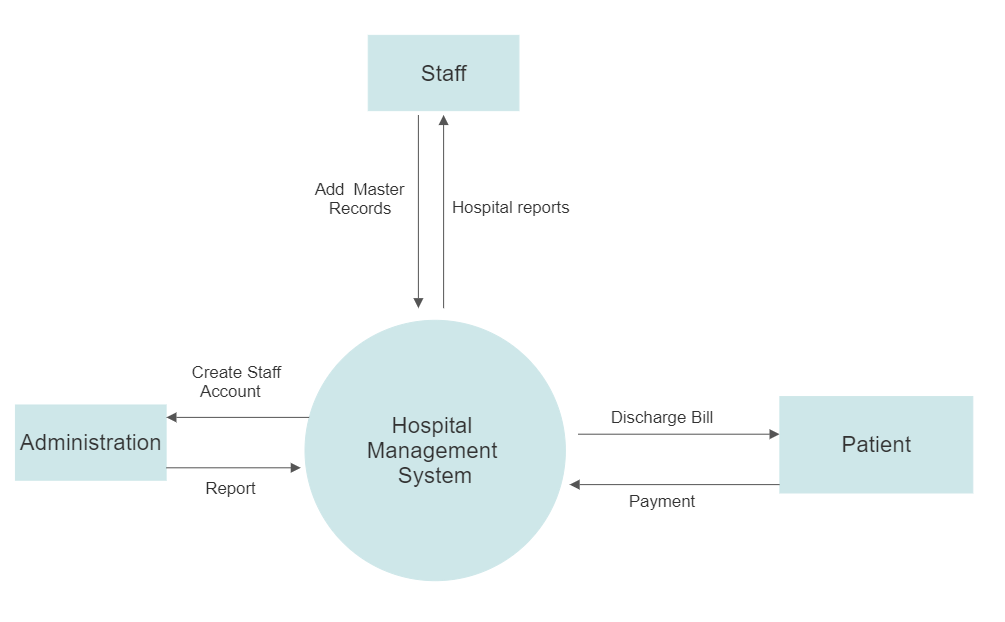 Staff
Add Master
Records
Hospital reports
Create Staff
Account
Administration
Report
Hospital
Management
System
Discharge Bill
Patient
Payment